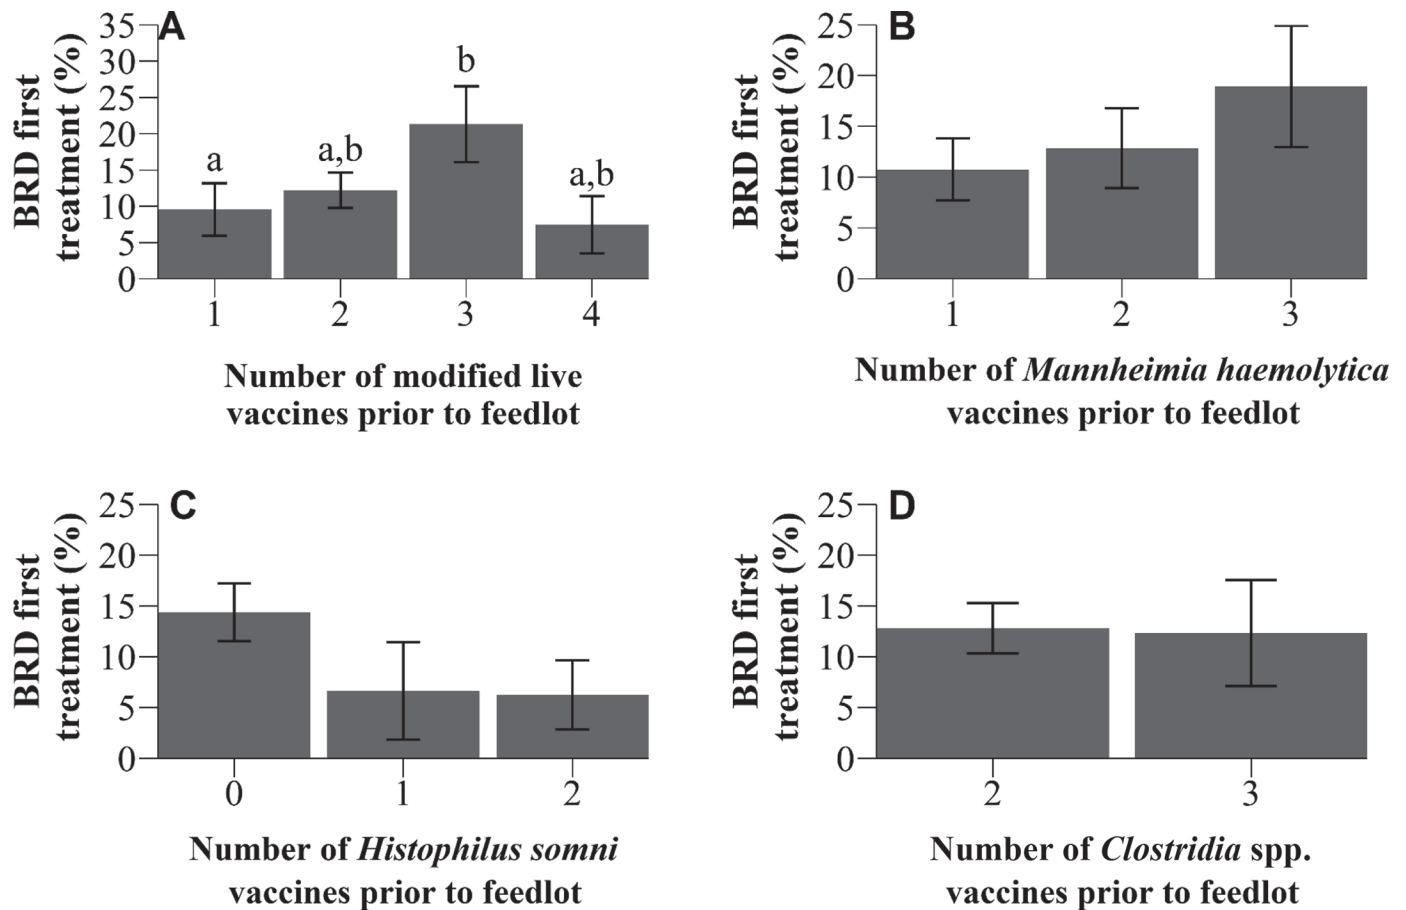 A
BRD first
treatment (%)
35
30
25
20
15
10
5
0
a
a,b
b
a,b
1 2 3 4
Number of modified live
vaccines prior to feedlot
B
BRD first
treatment (%)
25
20
15
10
5
0
1 2 3
Number of Mannheimia haemolytica
vaccines prior to feedlot
C
BRD first
treatment (%)
25
20
15
10
5
0
0 1 2
Number of Histophilus somni
vaccines prior to feedlot
D
BRD first
treatment (%)
25
20
15
10
5
0
2 3
Number of Clostridia spp.
vaccines prior to feedlot